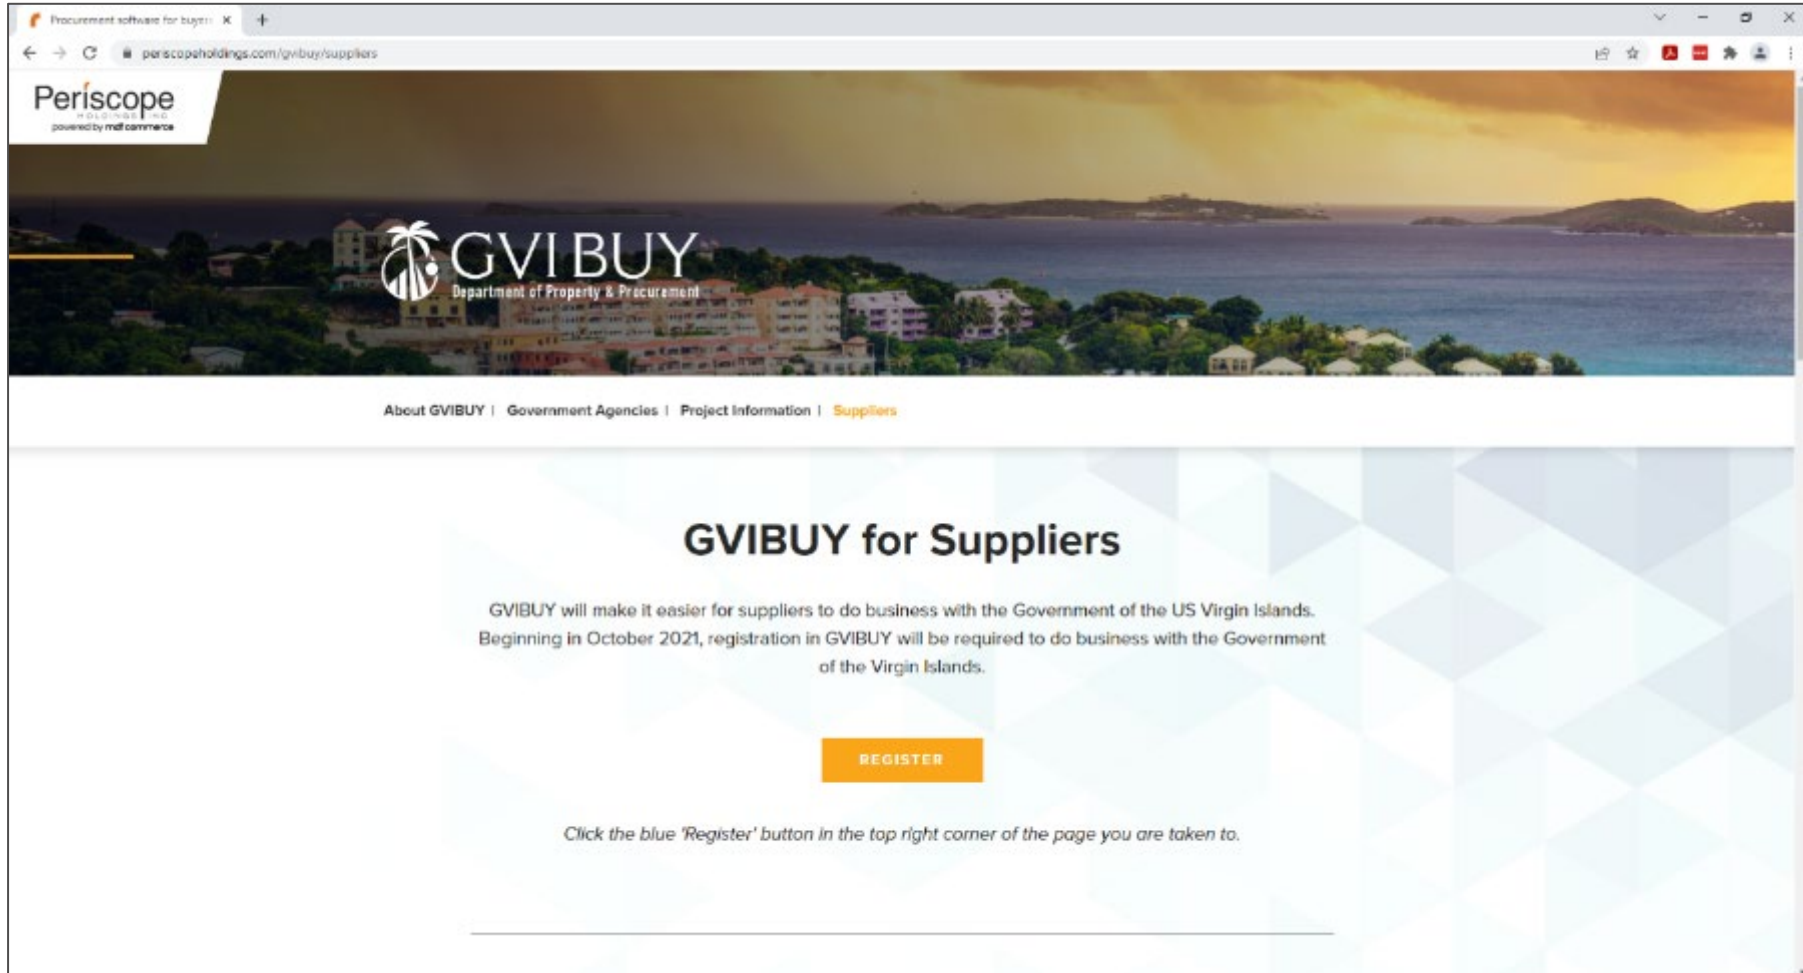 Procurement software for buyers
periscopeholdings.com/gvibuy/suppliers
Periscope
HOLDINGS INC
powered by mdf commerce
GVIBUY
Department of Property & Procurement
About GVIBUY | Government Agencies | Project Information | Suppliers
GVIBUY for Suppliers
GVIBUY will make it easier for suppliers to do business with the Government of the US Virgin Islands.
Beginning in October 2021, registration in GVIBUY will be required to do business with the Government
of the Virgin Islands.
REGISTER
Click the blue 'Register' button in the top right corner of the page you are taken to.